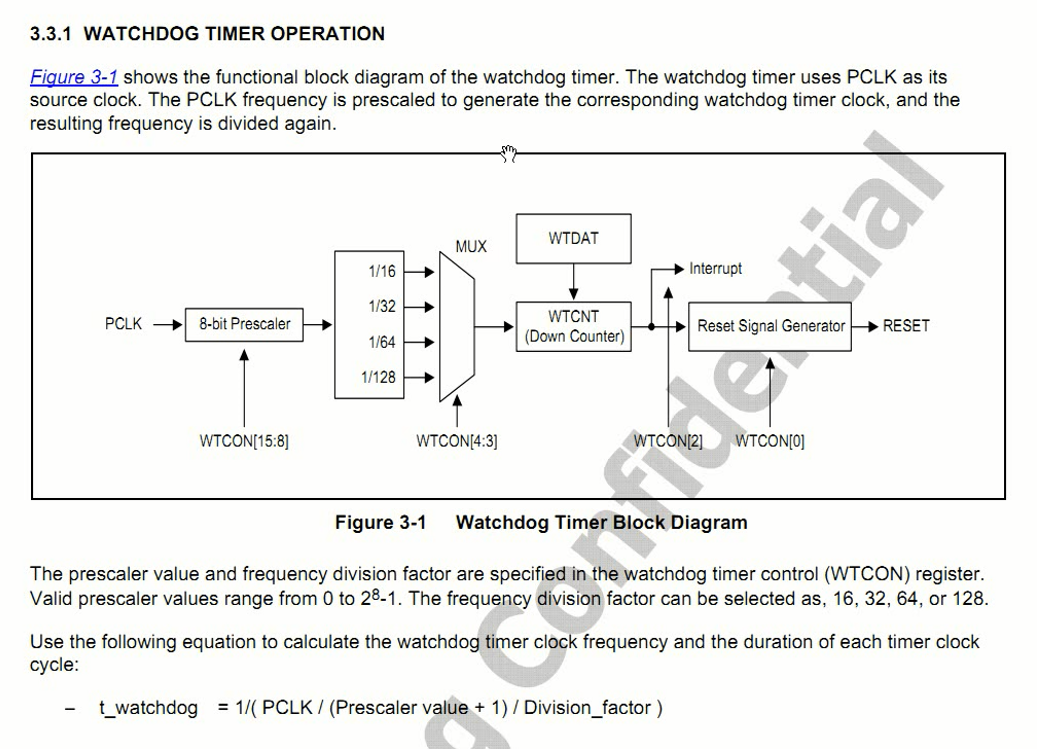 3.3.1 WATCHDOG TIMER OPERATION
Figure 3-1 shows the functional block diagram of the watchdog timer. The watchdog timer uses PCLK as its
source clock. The PCLK frequency is prescaled to generate the corresponding watchdog timer clock, and the
resulting frequency is divided again.
WTDAT
MUX
1/16
Interrupt
1/32
WTCNT
(Down Counter)
PCLK
8-bit Prescaler
Reset Signal Generator
RESET
1/64
1/128
WTCON[15:8]
WTCON[4:3]
WTCON[2]
WTCON[0]
Figure 3-1 Watchdog Timer Block Diagram
The prescaler value and frequency division factor are specified in the watchdog timer control (WTCON) register.
Valid prescaler values range from 0 to 2⁸-1. The frequency division factor can be selected as, 16, 32, 64, or 128.
Use the following equation to calculate the watchdog timer clock frequency and the duration of each timer clock
cycle:
– t_watchdog = 1/( PCLK / (Prescaler value + 1) / Division_factor )
Confidential